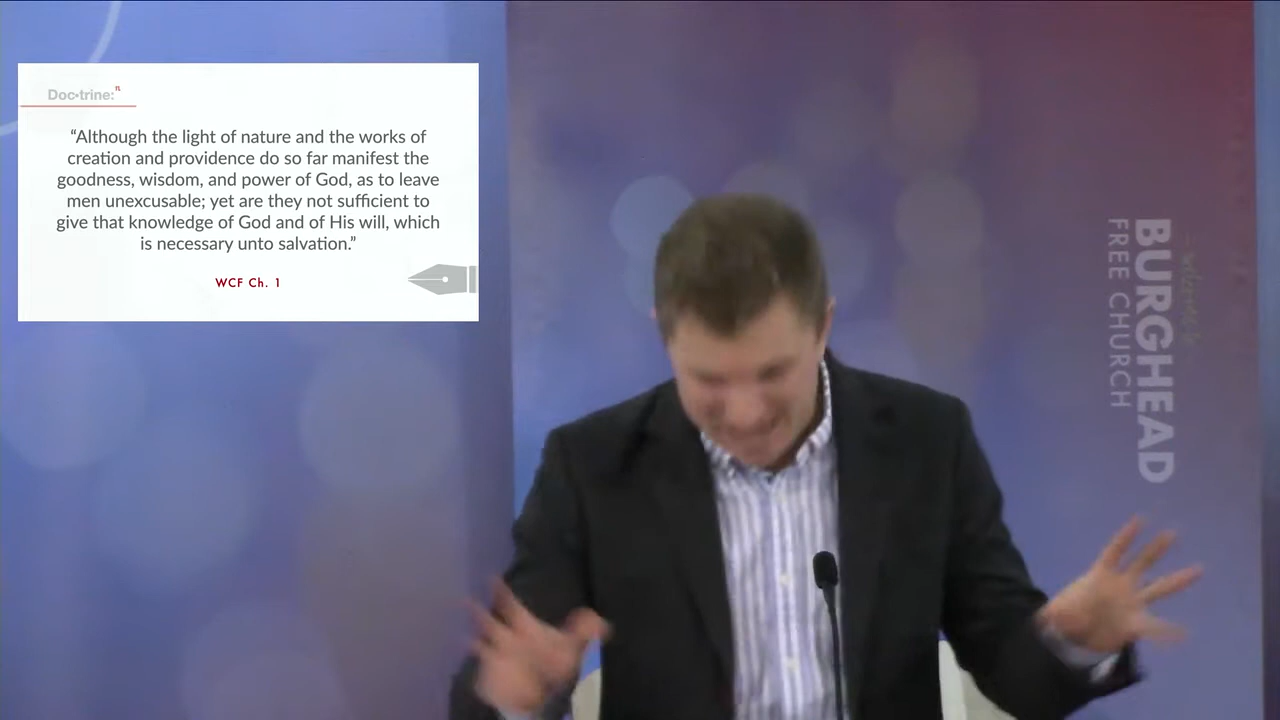 Doc•trine:n
“Although the light of nature and the works of
creation and providence do so far manifest the
goodness, wisdom, and power of God, as to leave
men unexcusable; yet are they not sufficient to
give that knowledge of God and of His will, which
is necessary unto salvation.”
WCF Ch. 1
BURGHEAD
FREE CHURCH